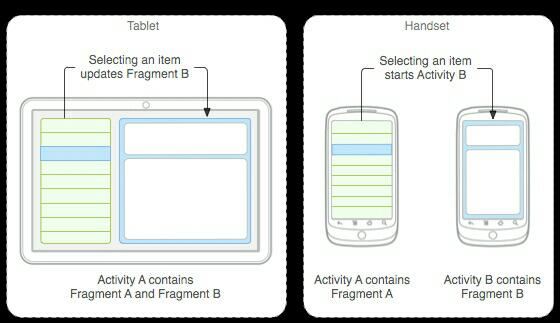 Tablet
Selecting an item
updates Fragment B
Activity A contains
Fragment A and Fragment B
Handset
Selecting an item
starts Activity B
Activity A contains
Fragment A
Activity B contains
Fragment B